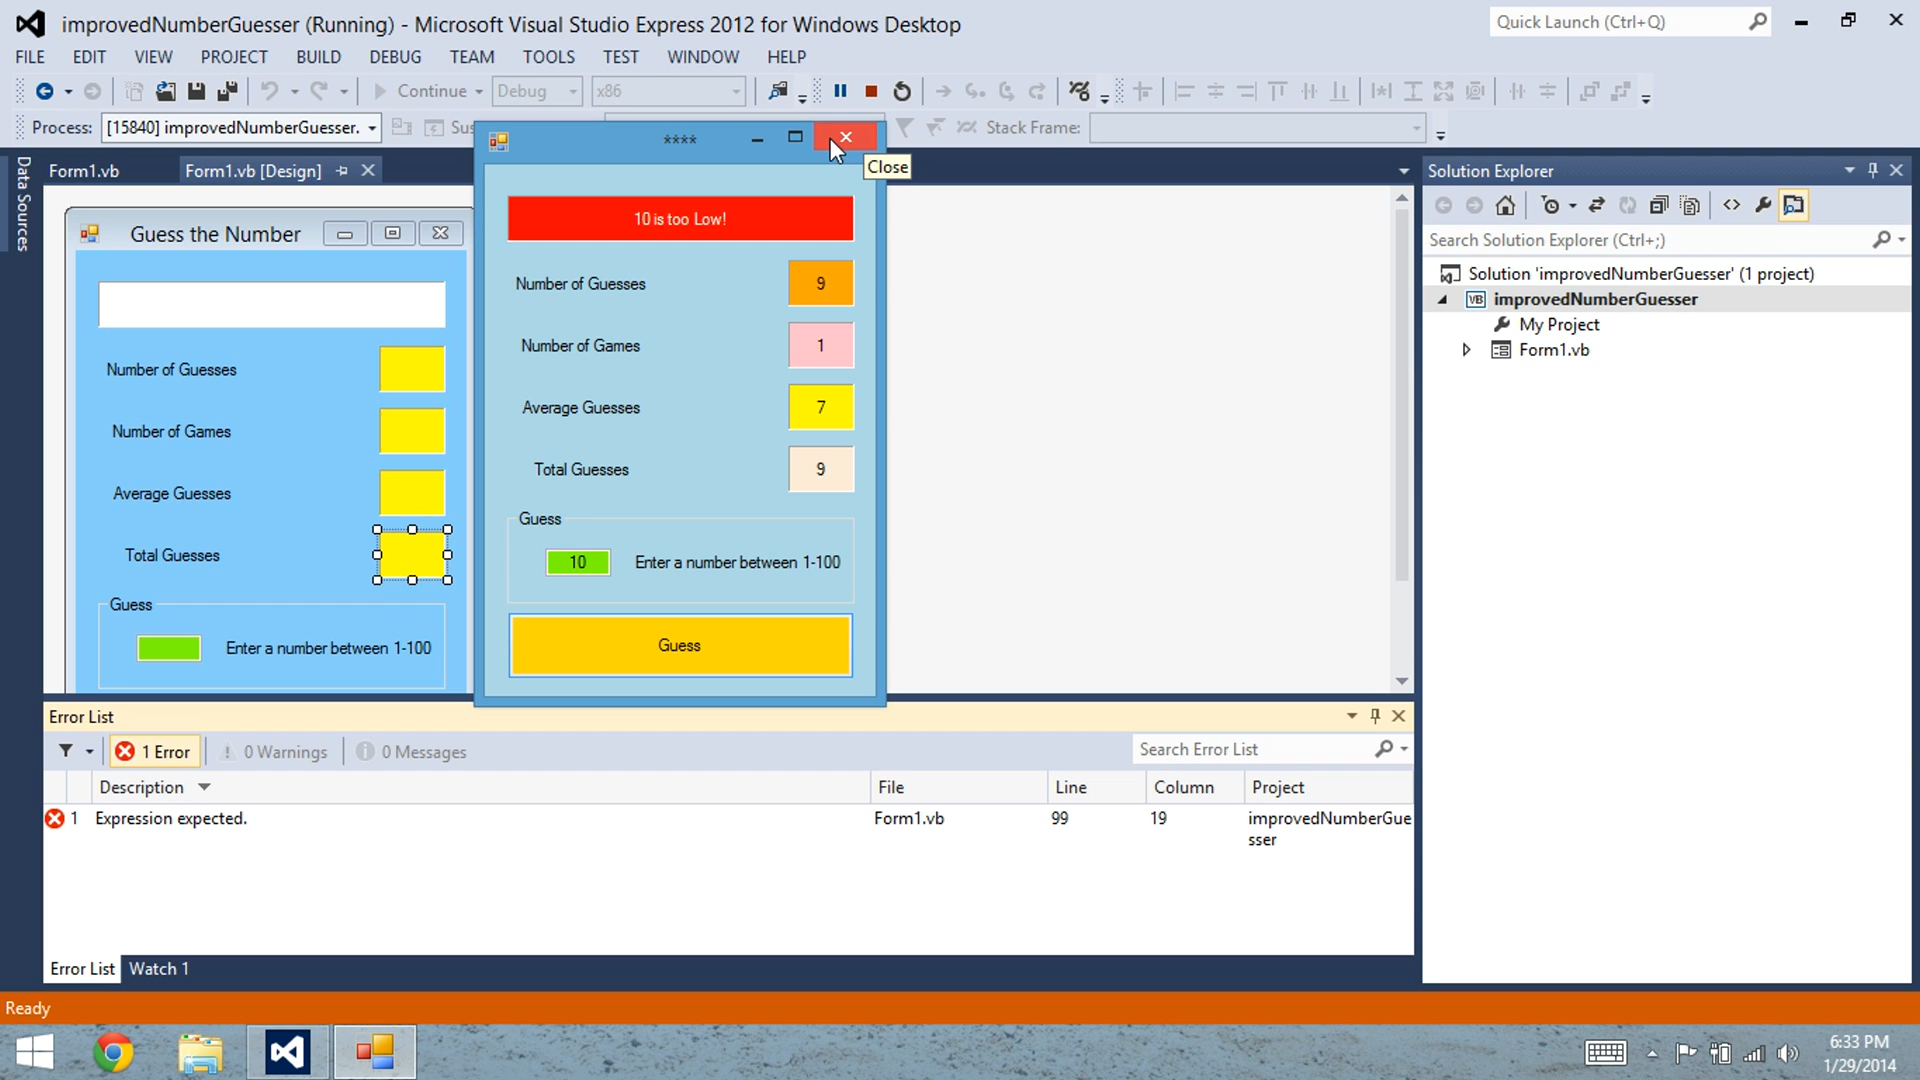 improvedNumberGuesser (Running) - Microsoft Visual Studio Express 2012 for Windows Desktop
Quick Launch (Ctrl+Q)
FILE EDIT VIEW PROJECT BUILD DEBUG TEAM TOOLS TEST WINDOW HELP
Continue Debug x86
Process: [15840] improvedNumberGuesser. Sus Stack Frame:
Data Sources
Form1.vb Form1.vb [Design]
Guess the Number
Number of Guesses
Number of Games
Average Guesses
Total Guesses
Guess
Enter a number between 1-100
****
Close
10 is too Low!
Number of Guesses 9
Number of Games 1
Average Guesses 7
Total Guesses 9
Guess
10 Enter a number between 1-100
Guess
Solution Explorer
Search Solution Explorer (Ctrl+;)
Solution 'improvedNumberGuesser' (1 project)
VB improvedNumberGuesser
My Project
Form1.vb
Error List
1 Error 0 Warnings 0 Messages Search Error List
Description File Line Column Project
1 Expression expected. Form1.vb 99 19 improvedNumberGue
sser
Error List Watch 1
Ready
6:33 PM
1/29/2014